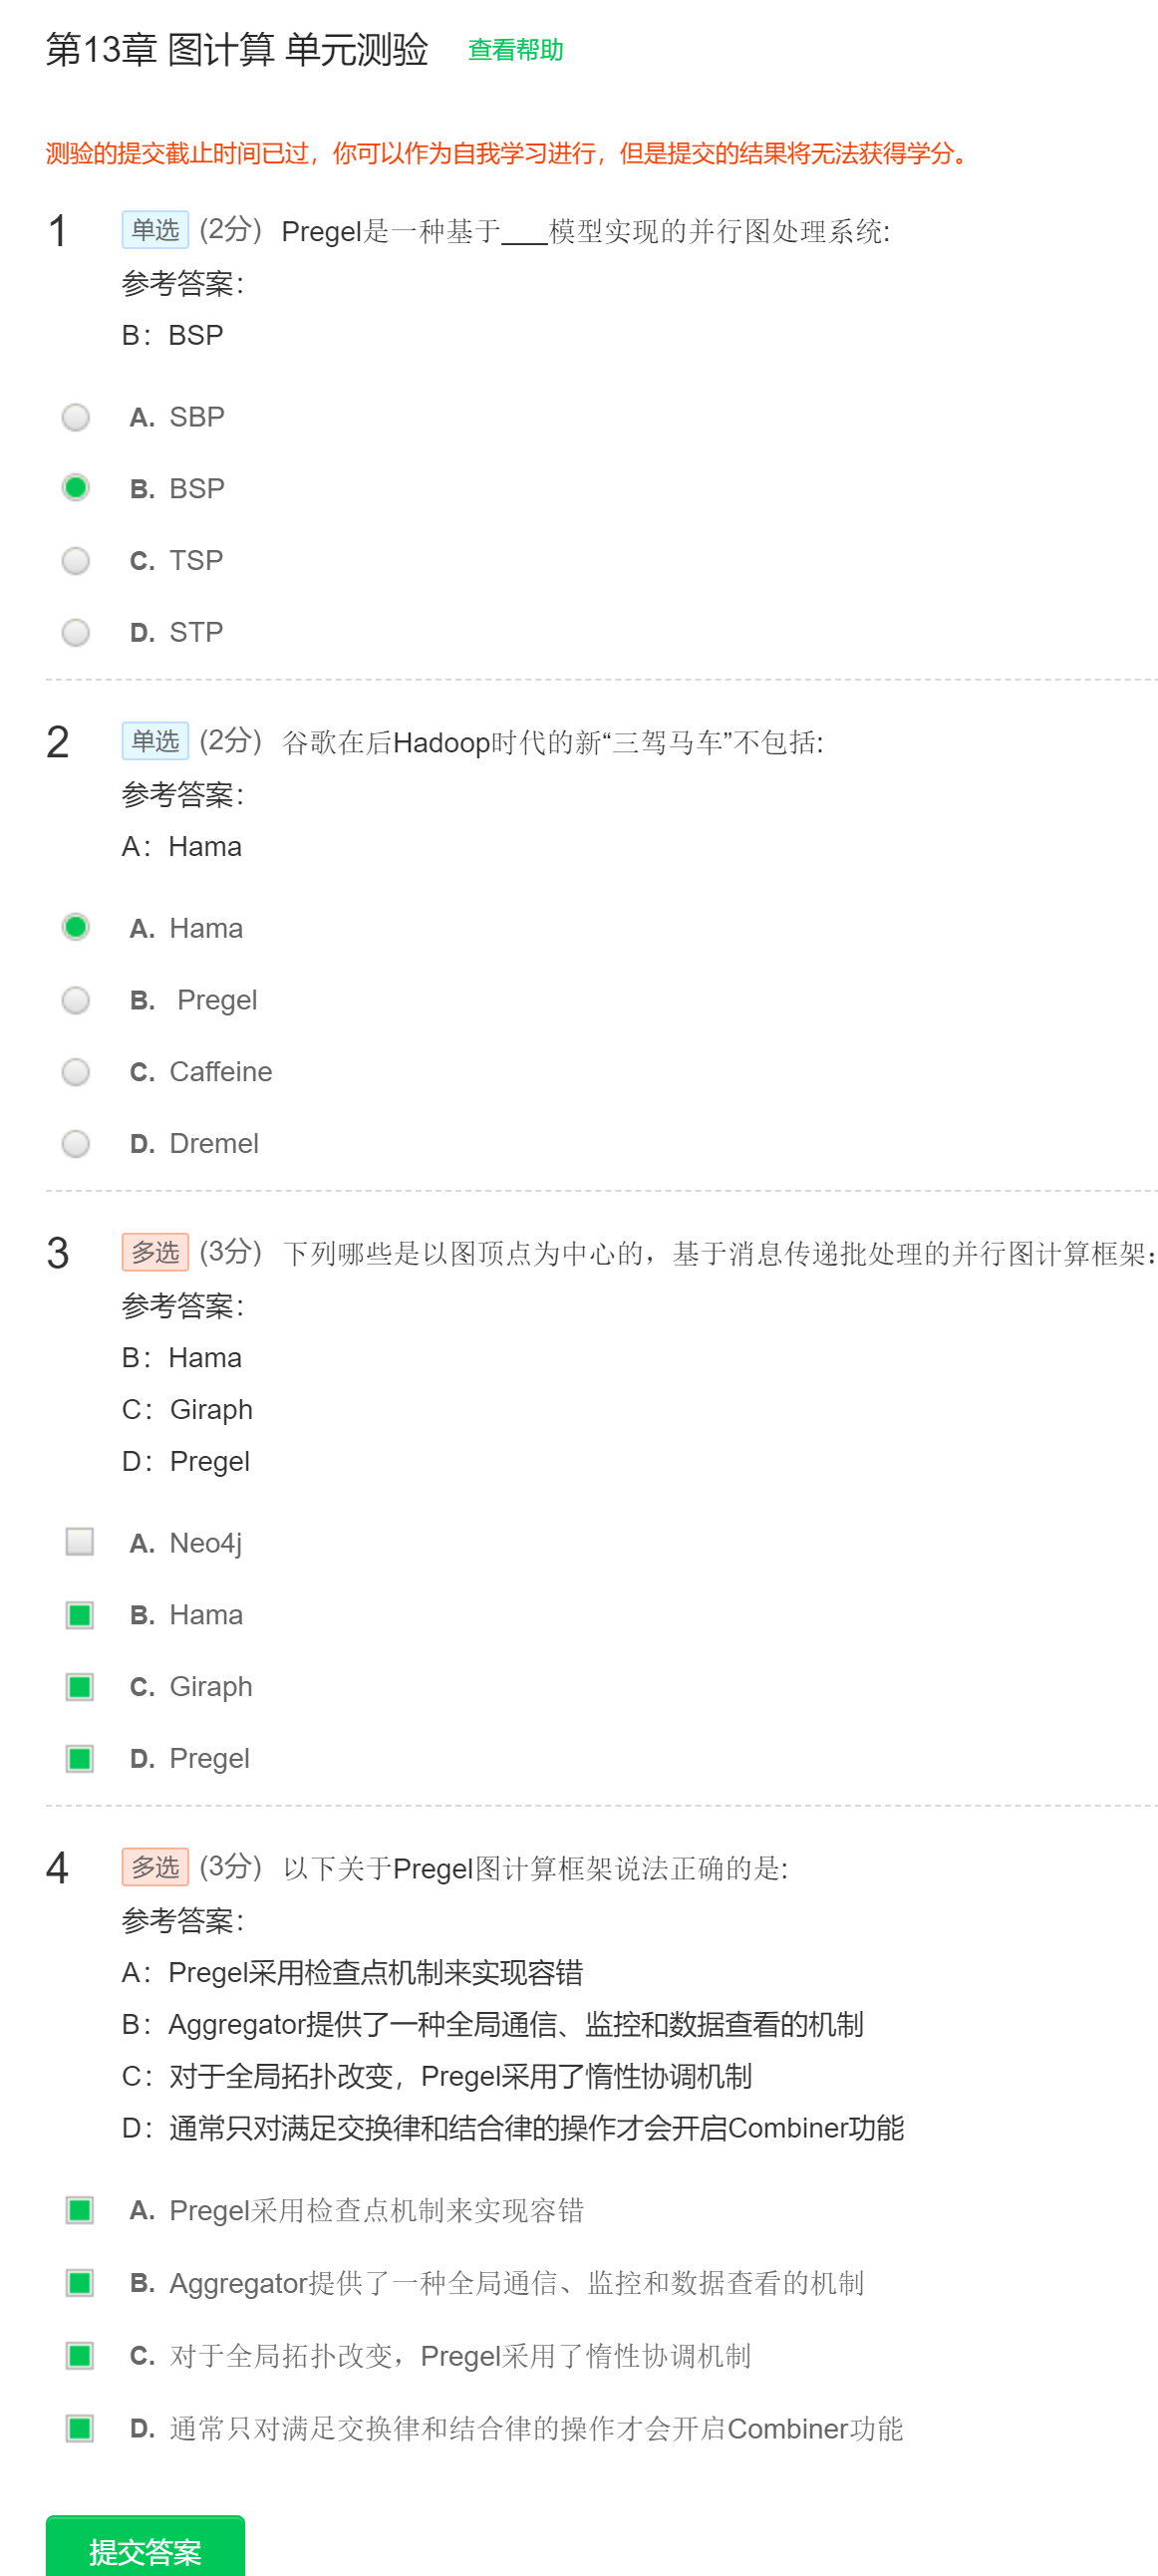 第13章 图计算 单元测验 查看帮助
测验的提交截止时间已过，你可以作为自我学习进行，但是提交的结果将无法获得学分。
1 单选 (2分) Pregel是一种基于___模型实现的并行图处理系统:
参考答案：
B：BSP
A. SBP
B. BSP
C. TSP
D. STP
2 单选 (2分) 谷歌在后Hadoop时代的新“三驾马车”不包括:
参考答案：
A：Hama
A. Hama
B. Pregel
C. Caffeine
D. Dremel
3 多选 (3分) 下列哪些是以图顶点为中心的，基于消息传递批处理的并行图计算框架：
参考答案：
B：Hama
C：Giraph
D：Pregel
A. Neo4j
B. Hama
C. Giraph
D. Pregel
4 多选 (3分) 以下关于Pregel图计算框架说法正确的是:
参考答案：
A：Pregel采用检查点机制来实现容错
B：Aggregator提供了一种全局通信、监控和数据查看的机制
C：对于全局拓扑改变，Pregel采用了惰性协调机制
D：通常只对满足交换律和结合律的操作才会开启Combiner功能
A. Pregel采用检查点机制来实现容错
B. Aggregator提供了一种全局通信、监控和数据查看的机制
C. 对于全局拓扑改变，Pregel采用了惰性协调机制
D. 通常只对满足交换律和结合律的操作才会开启Combiner功能
提交答案